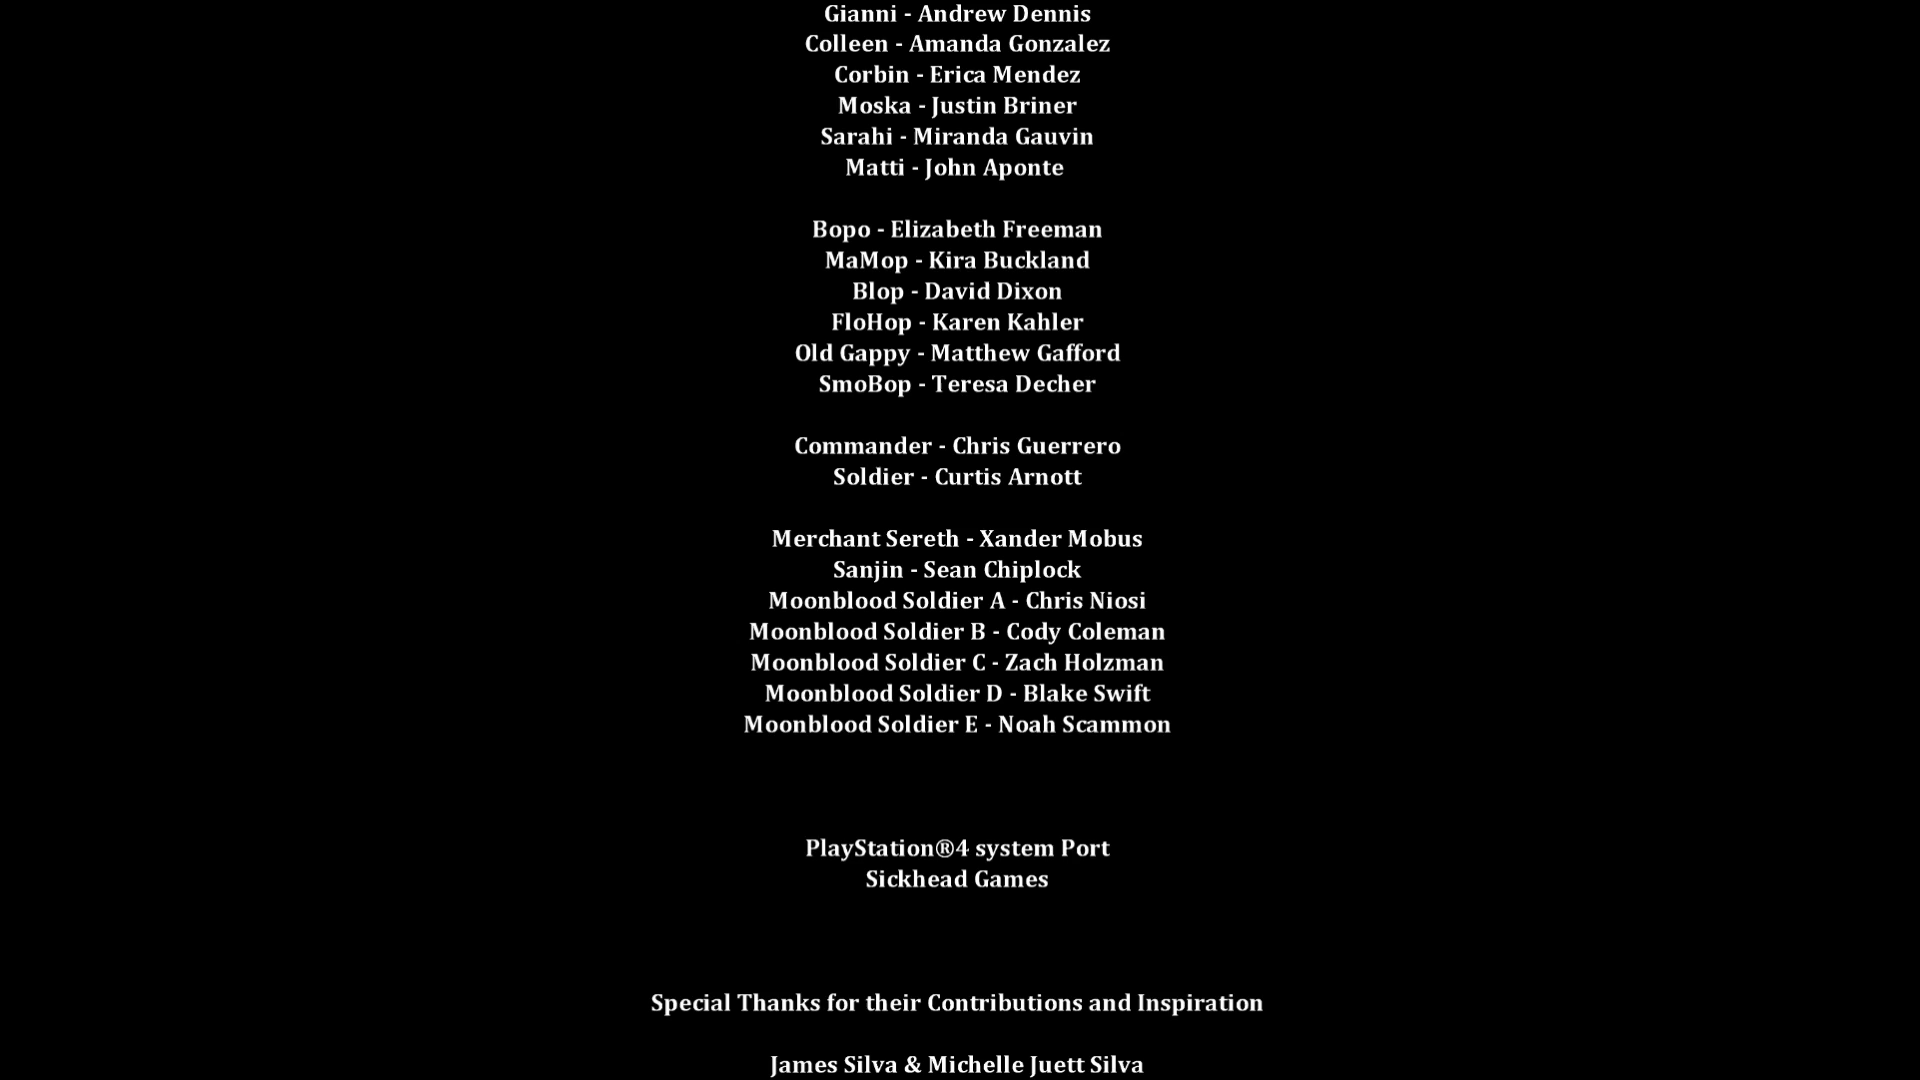 Gianni - Andrew Dennis
Colleen - Amanda Gonzalez
Corbin - Erica Mendez
Moska - Justin Briner
Sarahi - Miranda Gauvin
Matti - John Aponte
Bopo - Elizabeth Freeman
MaMop - Kira Buckland
Blop - David Dixon
FloHop - Karen Kahler
Old Gappy - Matthew Gafford
SmoBop - Teresa Decher
Commander - Chris Guerrero
Soldier - Curtis Arnott
Merchant Sereth - Xander Mobus
Sanjin - Sean Chiplock
Moonblood Soldier A - Chris Niosi
Moonblood Soldier B - Cody Coleman
Moonblood Soldier C - Zach Holzman
Moonblood Soldier D - Blake Swift
Moonblood Soldier E - Noah Scammon
PlayStation®4 system Port
Sickhead Games
Special Thanks for their Contributions and Inspiration
James Silva & Michelle Juett Silva